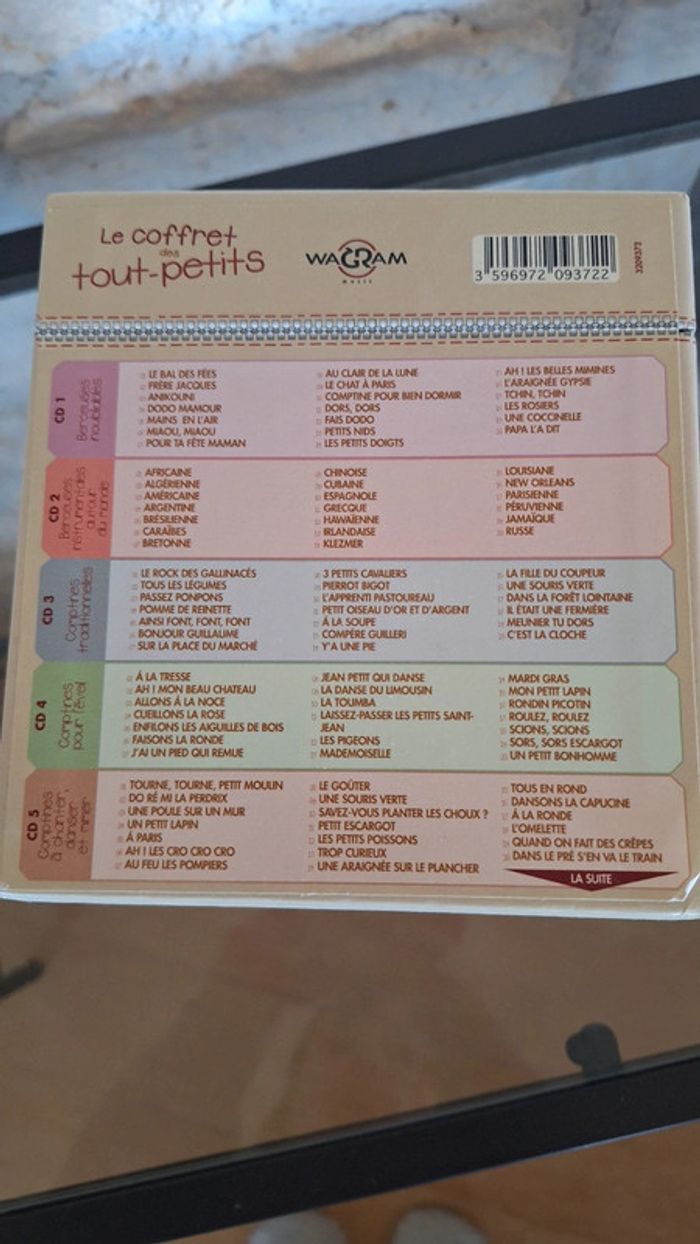 Le coffret
des
tout-petits
WAGRAM
MUSIC
3 596972 093722
3209372
CD 1
Berceuses
inoubliables
LE BAL DES FÉES
FRÈRE JACQUES
ANIKOUNI
DODO MAMOUR
MAINS EN L'AIR
MIAOU, MIAOU
POUR TA FÊTE MAMAN
AU CLAIR DE LA LUNE
LE CHAT À PARIS
COMPTINE POUR BIEN DORMIR
DORS, DORS
FAIS DODO
PETITS NIDS
LES PETITS DOIGTS
AH ! LES BELLES MIMINES
L'ARAIGNÉE GYPSIE
TCHIN, TCHIN
LES ROSIERS
UNE COCCINELLE
PAPA L'A DIT
CD 2
Berceuses
instrumentales
autour
du monde
AFRICAINE
ALGÉRIENNE
AMÉRICAINE
ARGENTINE
BRÉSILIENNE
CARAÏBES
BRETONNE
CHINOISE
CUBAINE
ESPAGNOLE
GRECQUE
HAWAÏENNE
IRLANDAISE
KLEZMER
LOUISIANE
NEW ORLEANS
PARISIENNE
PÉRUVIENNE
JAMAÏQUE
RUSSE
CD 3
Comptines
traditionnelles
LE ROCK DES GALLINACÉS
TOUS LES LÉGUMES
PASSEZ PONPONS
POMME DE REINETTE
AINSI FONT, FONT, FONT
BONJOUR GUILLAUME
SUR LA PLACE DU MARCHÉ
3 PETITS CAVALIERS
PIERROT BIGOT
L'APPRENTI PASTOUREAU
PETIT OISEAU D'OR ET D'ARGENT
À LA SOUPE
COMPÈRE GUILLERI
Y'A UNE PIE
LA FILLE DU COUPEUR
UNE SOURIS VERTE
DANS LA FORÊT LOINTAINE
IL ÉTAIT UNE FERMIÈRE
MEUNIER TU DORS
C'EST LA CLOCHE
CD 4
Comptines
pour l'éveil
À LA TRESSE
AH ! MON BEAU CHATEAU
ALLONS À LA NOCE
CUEILLONS LA ROSE
ENFILONS LES AIGUILLES DE BOIS
FAISONS LA RONDE
J'AI UN PIED QUI REMUE
JEAN PETIT QUI DANSE
LA DANSE DU LIMOUSIN
LA TOUMBA
LAISSEZ-PASSER LES PETITS SAINT-
JEAN
LES PIGEONS
MADEMOISELLE
MARDI GRAS
MON PETIT LAPIN
RONDIN PICOTIN
ROULEZ, ROULEZ
SCIONS, SCIONS
SORS, SORS ESCARGOT
UN PETIT BONHOMME
CD 5
Comptines
à chanter,
danser
et mimer
TOURNE, TOURNE, PETIT MOULIN
DO RÉ MI LA PERDRIX
UNE POULE SUR UN MUR
UN PETIT LAPIN
À PARIS
AH ! LES CRO CRO CRO
AU FEU LES POMPIERS
LE GOÛTER
UNE SOURIS VERTE
SAVEZ-VOUS PLANTER LES CHOUX ?
PETIT ESCARGOT
LES PETITS POISSONS
TROP CURIEUX
UNE ARAIGNÉE SUR LE PLANCHER
TOUS EN ROND
DANSONS LA CAPUCINE
À LA RONDE
L'OMELETTE
QUAND ON FAIT DES CRÊPES
DANS LE PRÉ S'EN VA LE TRAIN
LA SUITE